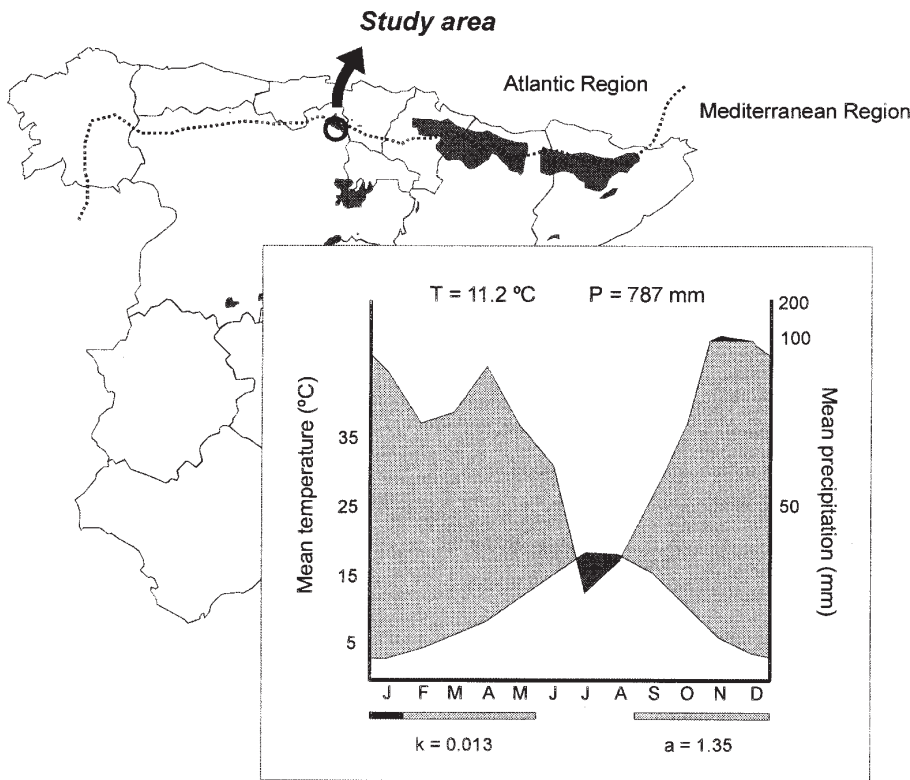 Study area
Atlantic Region
Mediterranean Region
T = 11.2 ºC P = 787 mm
200
100
50
Mean precipitation (mm)
Mean temperature (ºC)
35
25
15
5
J F M A M J J A S O N D
k = 0.013 a = 1.35